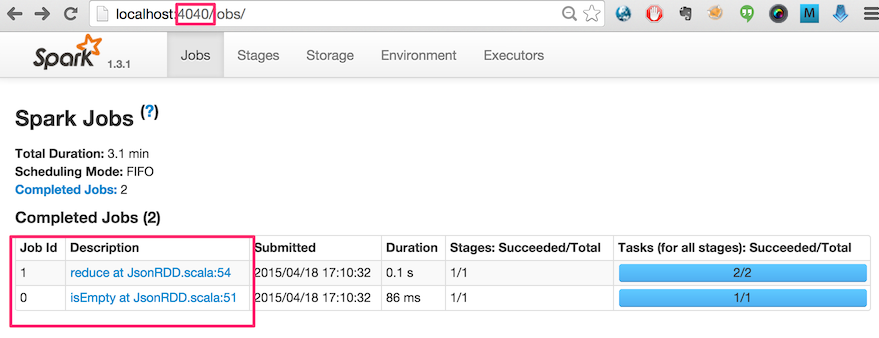 localhost:4040/jobs/
Spark 1.3.1 Jobs Stages Storage Environment Executors
Spark Jobs (?)
Total Duration: 3.1 min
Scheduling Mode: FIFO
Completed Jobs: 2
Completed Jobs (2)
Job Id Description Submitted Duration Stages: Succeeded/Total Tasks (for all stages): Succeeded/Total
1 reduce at JsonRDD.scala:54 2015/04/18 17:10:32 0.1 s 1/1 2/2
0 isEmpty at JsonRDD.scala:51 2015/04/18 17:10:32 86 ms 1/1 1/1